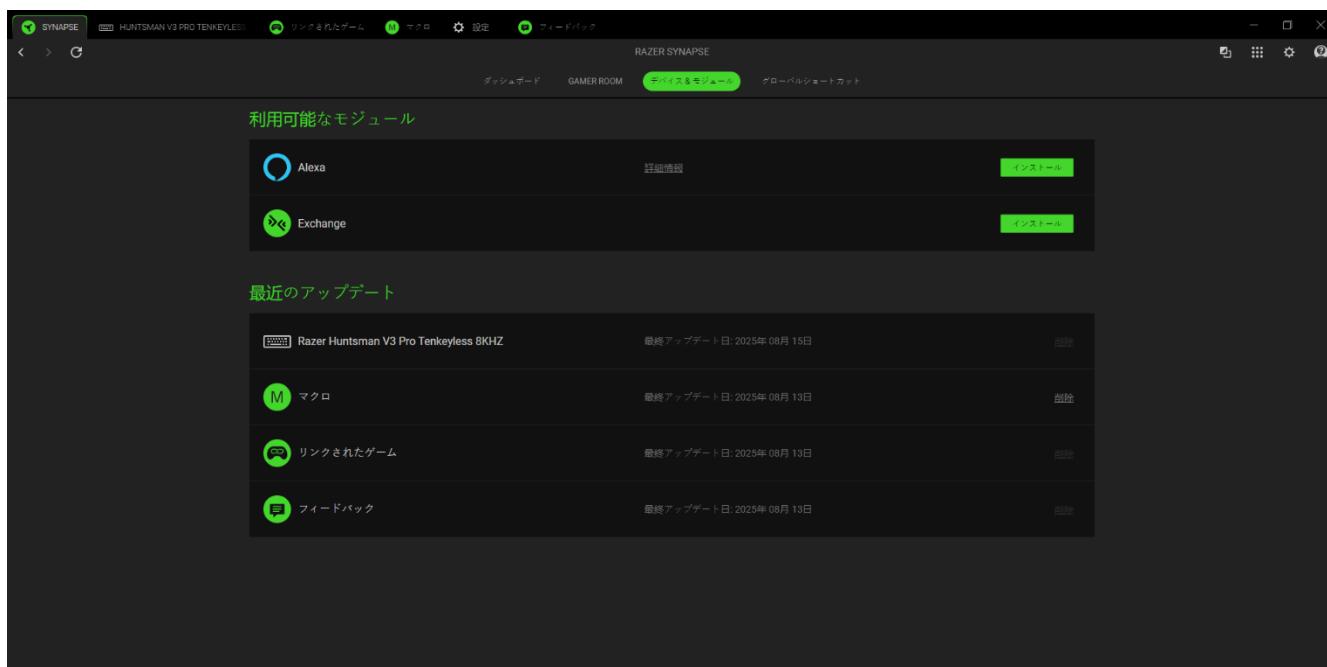 SYNAPSE HUNTSMAN V3 PRO TENKEYLESS リンクされたゲーム マクロ 設定 フィードバック
RAZER SYNAPSE
ダッシュボード GAMER ROOM デバイス & モジュール グローバルショートカット
利用可能なモジュール
Alexa 詳細情報 インストール
Exchange インストール
最近のアップデート
Razer Huntsman V3 Pro Tenkeyless 8KHZ 最終アップデート日: 2025年 08月 15日 削除
M マクロ 最終アップデート日: 2025年 08月 13日 削除
リンクされたゲーム 最終アップデート日: 2025年 08月 13日 削除
フィードバック 最終アップデート日: 2025年 08月 13日 削除